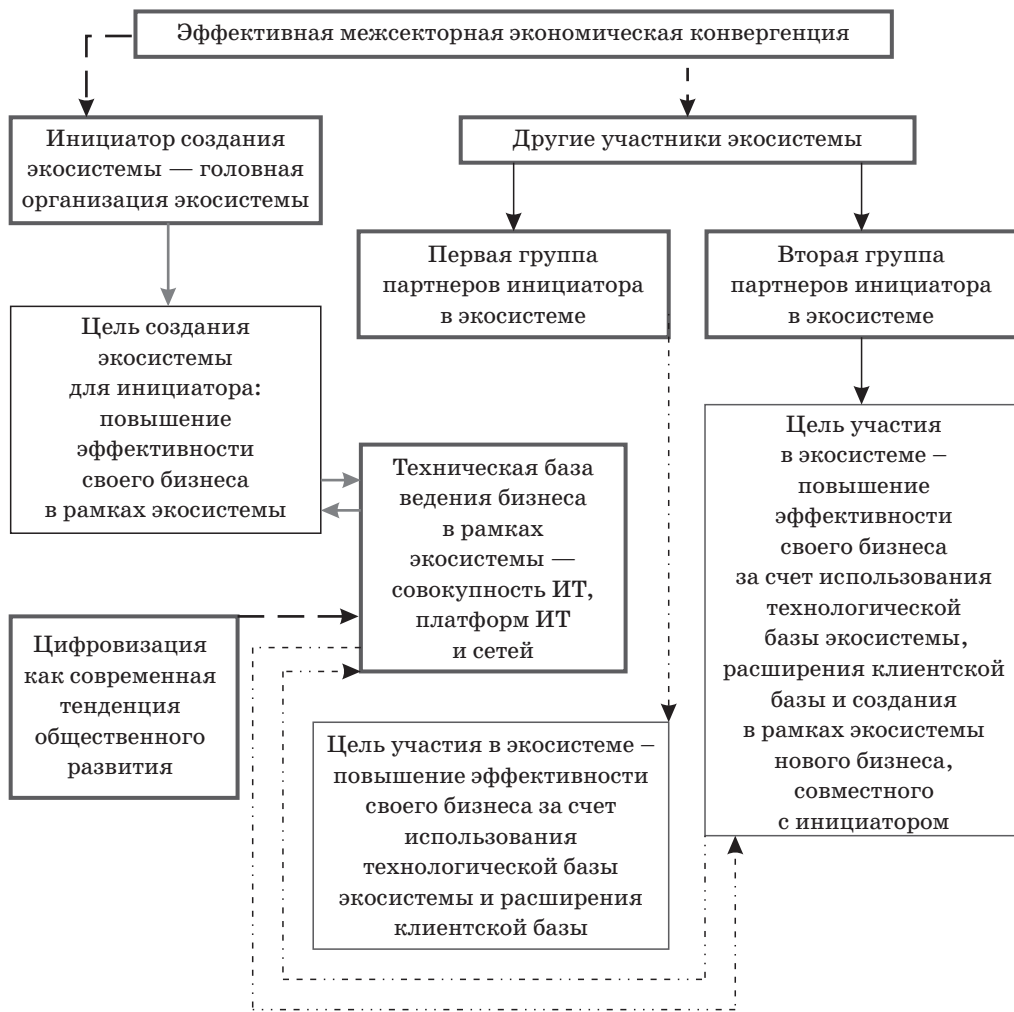 Эффективная межсекторная экономическая конвергенция
Инициатор создания
экосистемы — головная
организация экосистемы
Другие участники экосистемы
Первая группа
партнеров инициатора
в экосистеме
Вторая группа
партнеров инициатора
в экосистеме
Цель создания
экосистемы
для инициатора:
повышение
эффективности
своего бизнеса
в рамках экосистемы
Техническая база
ведения бизнеса
в рамках
экосистемы —
совокупность ИТ,
платформ ИТ
и сетей
Цель участия
в экосистеме –
повышение
эффективности
своего бизнеса
за счет использования
технологической
базы экосистемы,
расширения клиентской
базы и создания
в рамках экосистемы
нового бизнеса,
совместного
с инициатором
Цифровизация
как современная
тенденция
общественного
развития
Цель участия в экосистеме –
повышение эффективности
своего бизнеса за счет
использования
технологической базы
экосистемы и расширения
клиентской базы